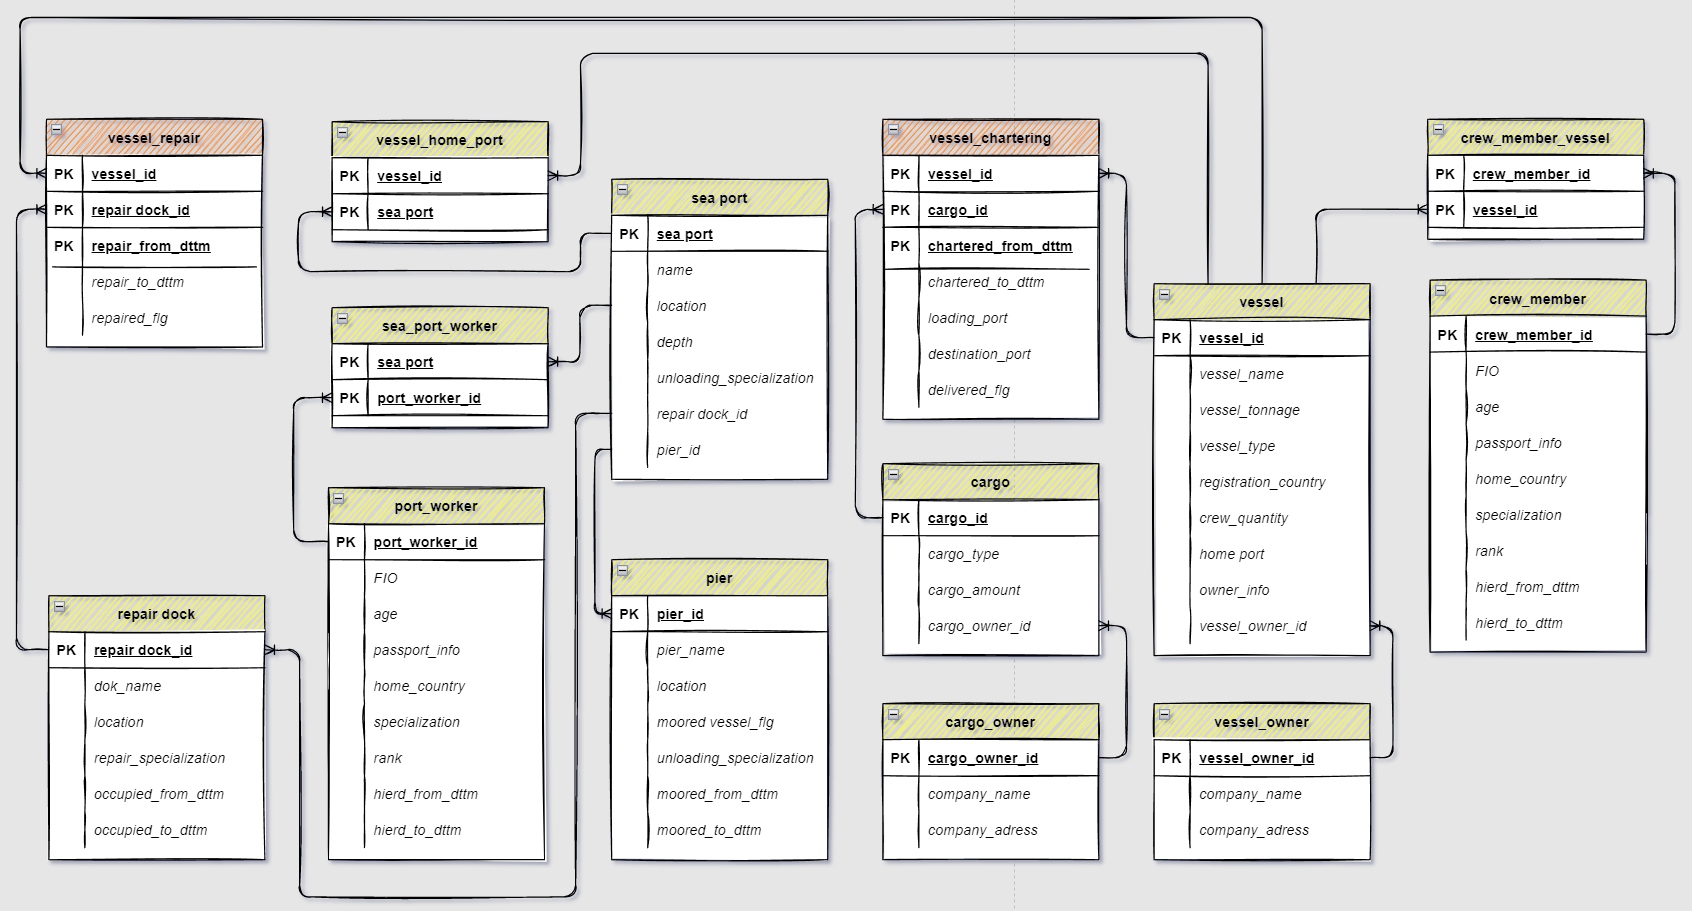 vessel_repair
PK vessel_id
PK repair dock_id
PK repair_from_dttm
repair_to_dttm
repaired_flg
vessel_home_port
PK vessel_id
PK sea port
sea port
PK sea port
name
location
depth
unloading_specialization
repair dock_id
pier_id
sea_port_worker
PK sea port
PK port_worker_id
port_worker
PK port_worker_id
FIO
age
passport_info
home_country
specialization
rank
hierd_from_dttm
hierd_to_dttm
repair dock
PK repair dock_id
dok_name
location
repair_specialization
occupied_from_dttm
occupied_to_dttm
pier
PK pier_id
pier_name
location
moored vessel_flg
unloading_specialization
moored_from_dttm
moored_to_dttm
vessel_chartering
PK vessel_id
PK cargo_id
PK chartered_from_dttm
chartered_to_dttm
loading_port
destination_port
delivered_flg
cargo
PK cargo_id
cargo_type
cargo_amount
cargo_owner_id
cargo_owner
PK cargo_owner_id
company_name
company_adress
vessel
PK vessel_id
vessel_name
vessel_tonnage
vessel_type
registration_country
crew_quantity
home port
owner_info
vessel_owner_id
vessel_owner
PK vessel_owner_id
company_name
company_adress
crew_member_vessel
PK crew_member_id
PK vessel_id
crew_member
PK crew_member_id
FIO
age
passport_info
home_country
specialization
rank
hierd_from_dttm
hierd_to_dttm